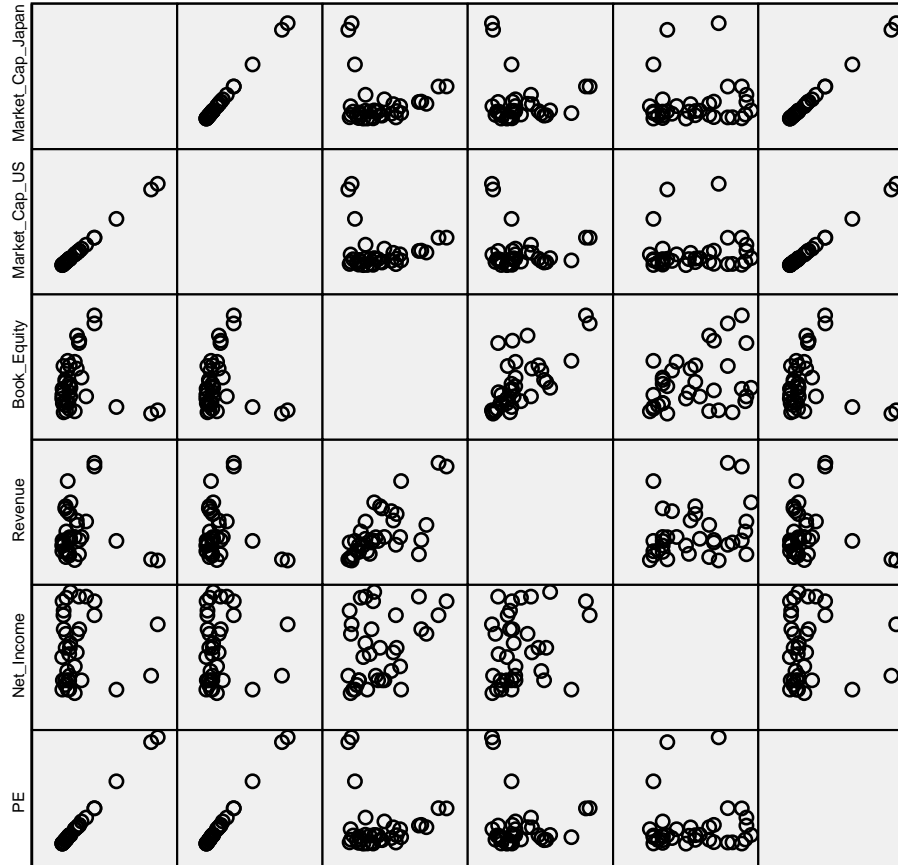 Market_Cap_Japan
Market_Cap_US
Book_Equity
Revenue
Net_Income
PE